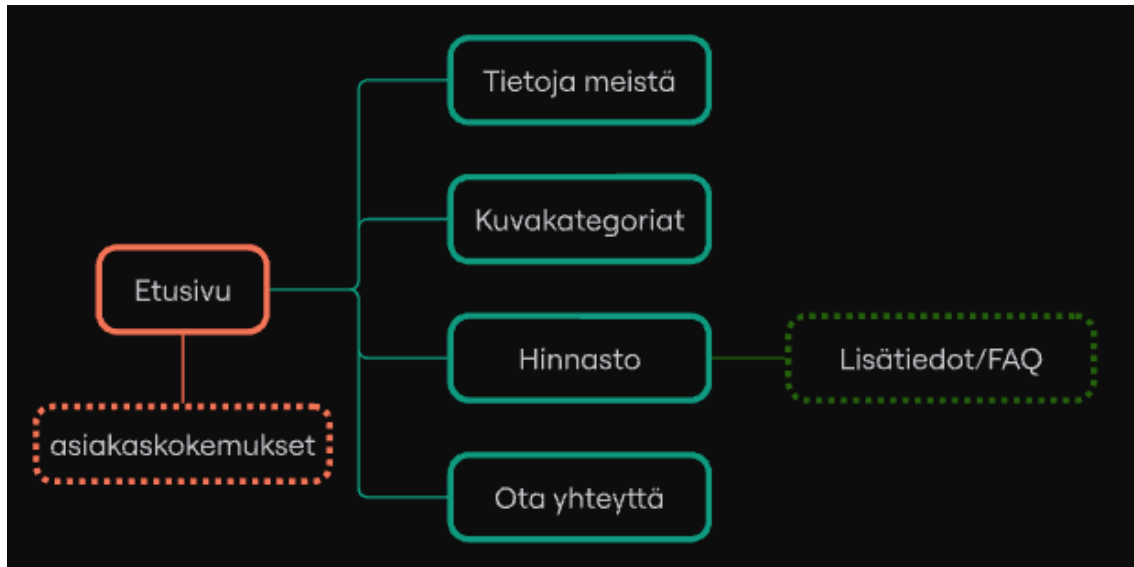 Tietoja meistä
Kuvakategoriat
Etusivu
Hinnasto
Lisätiedot/FAQ
asiakaskokemukset
Ota yhteyttä